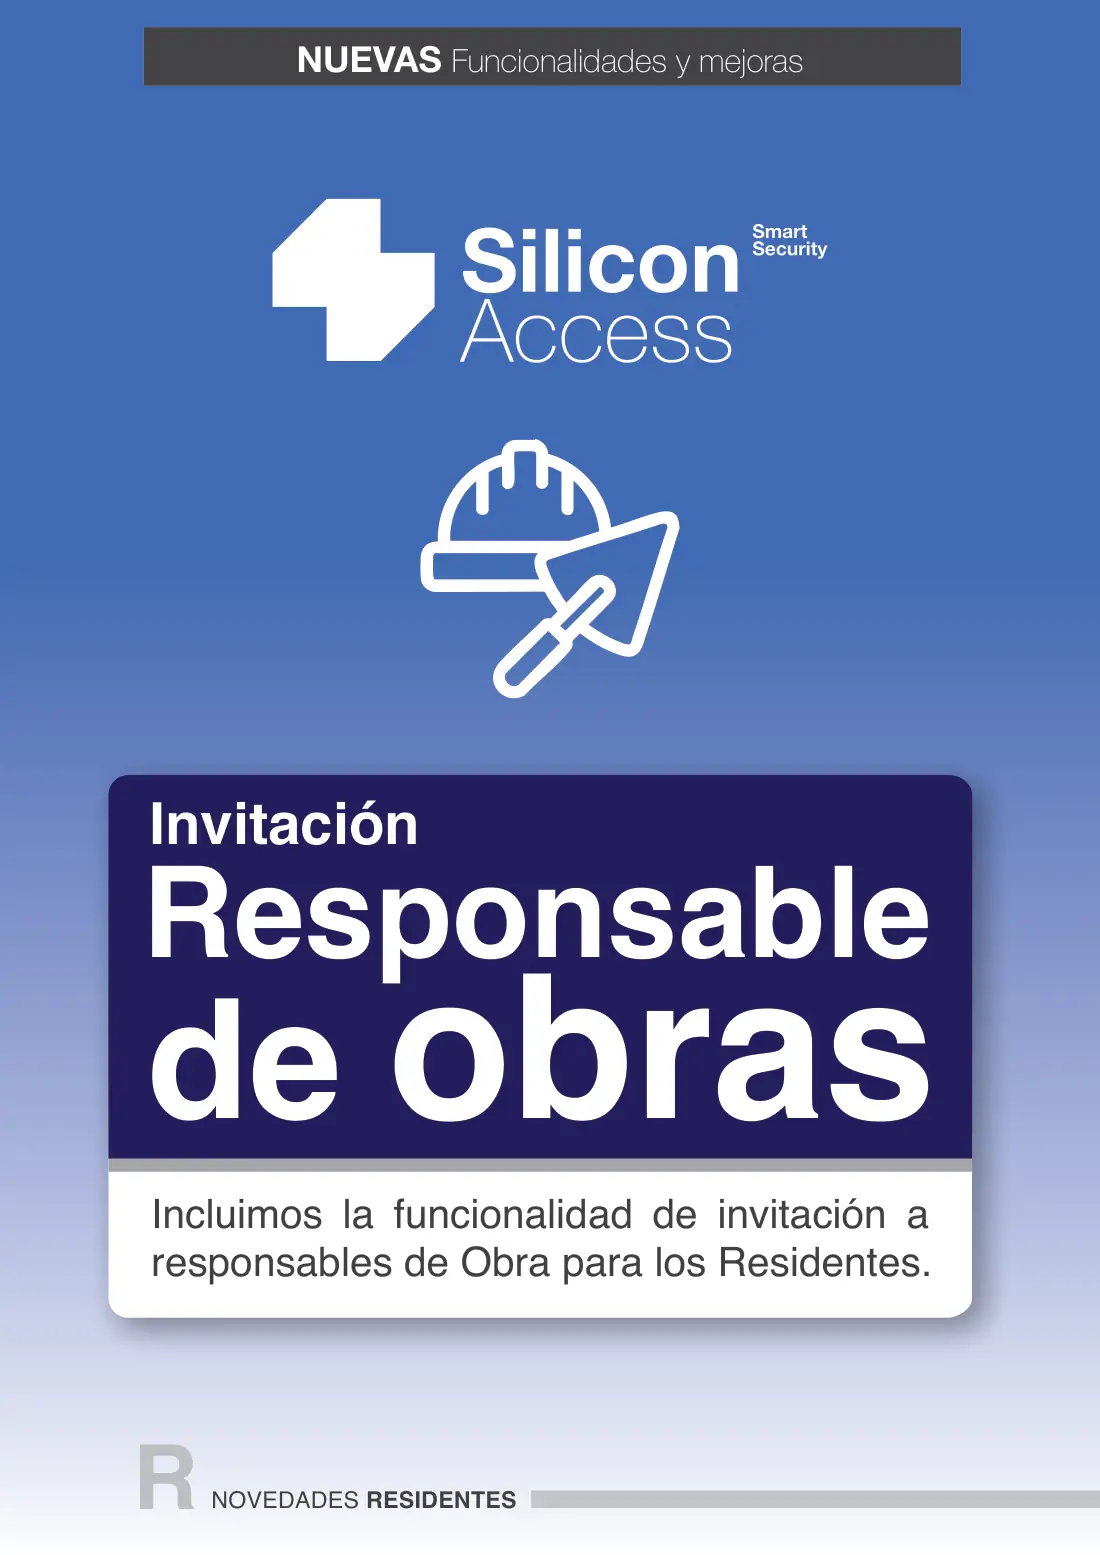 NUEVAS Funcionalidades y mejoras
Silicon
Smart
Security
Access
Invitación
Responsable
de obras
Incluimos la funcionalidad de invitación a
responsables de Obra para los Residentes.
R
NOVEDADES RESIDENTES